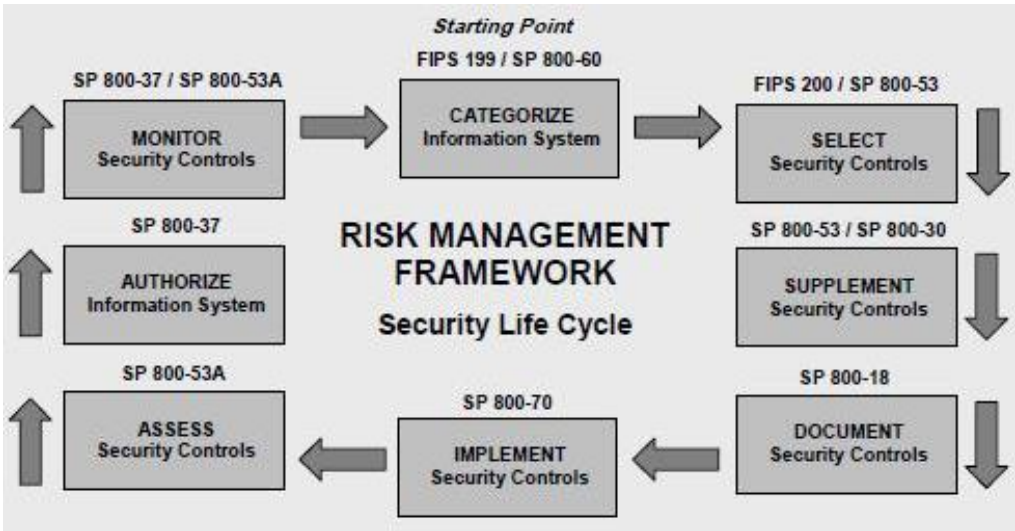 Starting Point
FIPS 199 / SP 800-60
CATEGORIZE
Information System
FIPS 200 / SP 800-53
SELECT
Security Controls
SP 800-53 / SP 800-30
SUPPLEMENT
Security Controls
SP 800-18
DOCUMENT
Security Controls
SP 800-70
IMPLEMENT
Security Controls
SP 800-53A
ASSESS
Security Controls
SP 800-37
AUTHORIZE
Information System
SP 800-37 / SP 800-53A
MONITOR
Security Controls
RISK MANAGEMENT
FRAMEWORK
Security Life Cycle